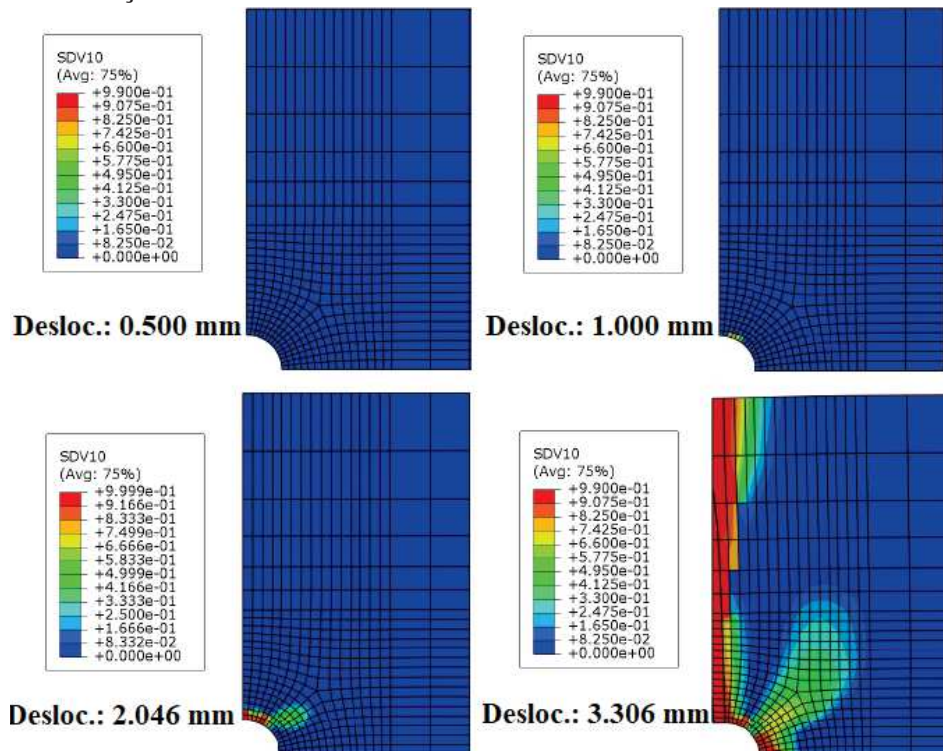 SDV10
(Avg: 75%)
+9.900e-01
+9.075e-01
+8.250e-01
+7.425e-01
+6.600e-01
+5.775e-01
+4.950e-01
+4.125e-01
+3.300e-01
+2.475e-01
+1.650e-01
+8.250e-02
+0.000e+00
Desloc.: 0.500 mm
SDV10
(Avg: 75%)
+9.900e-01
+9.075e-01
+8.250e-01
+7.425e-01
+6.600e-01
+5.775e-01
+4.950e-01
+4.125e-01
+3.300e-01
+2.475e-01
+1.650e-01
+8.250e-02
+0.000e+00
Desloc.: 1.000 mm
SDV10
(Avg: 75%)
+9.999e-01
+9.166e-01
+8.333e-01
+7.499e-01
+6.666e-01
+5.833e-01
+4.999e-01
+4.166e-01
+3.333e-01
+2.500e-01
+1.666e-01
+8.332e-02
+0.000e+00
Desloc.: 2.046 mm
SDV10
(Avg: 75%)
+9.900e-01
+9.075e-01
+8.250e-01
+7.425e-01
+6.600e-01
+5.775e-01
+4.950e-01
+4.125e-01
+3.300e-01
+2.475e-01
+1.650e-01
+8.250e-02
+0.000e+00
Desloc.: 3.306 mm